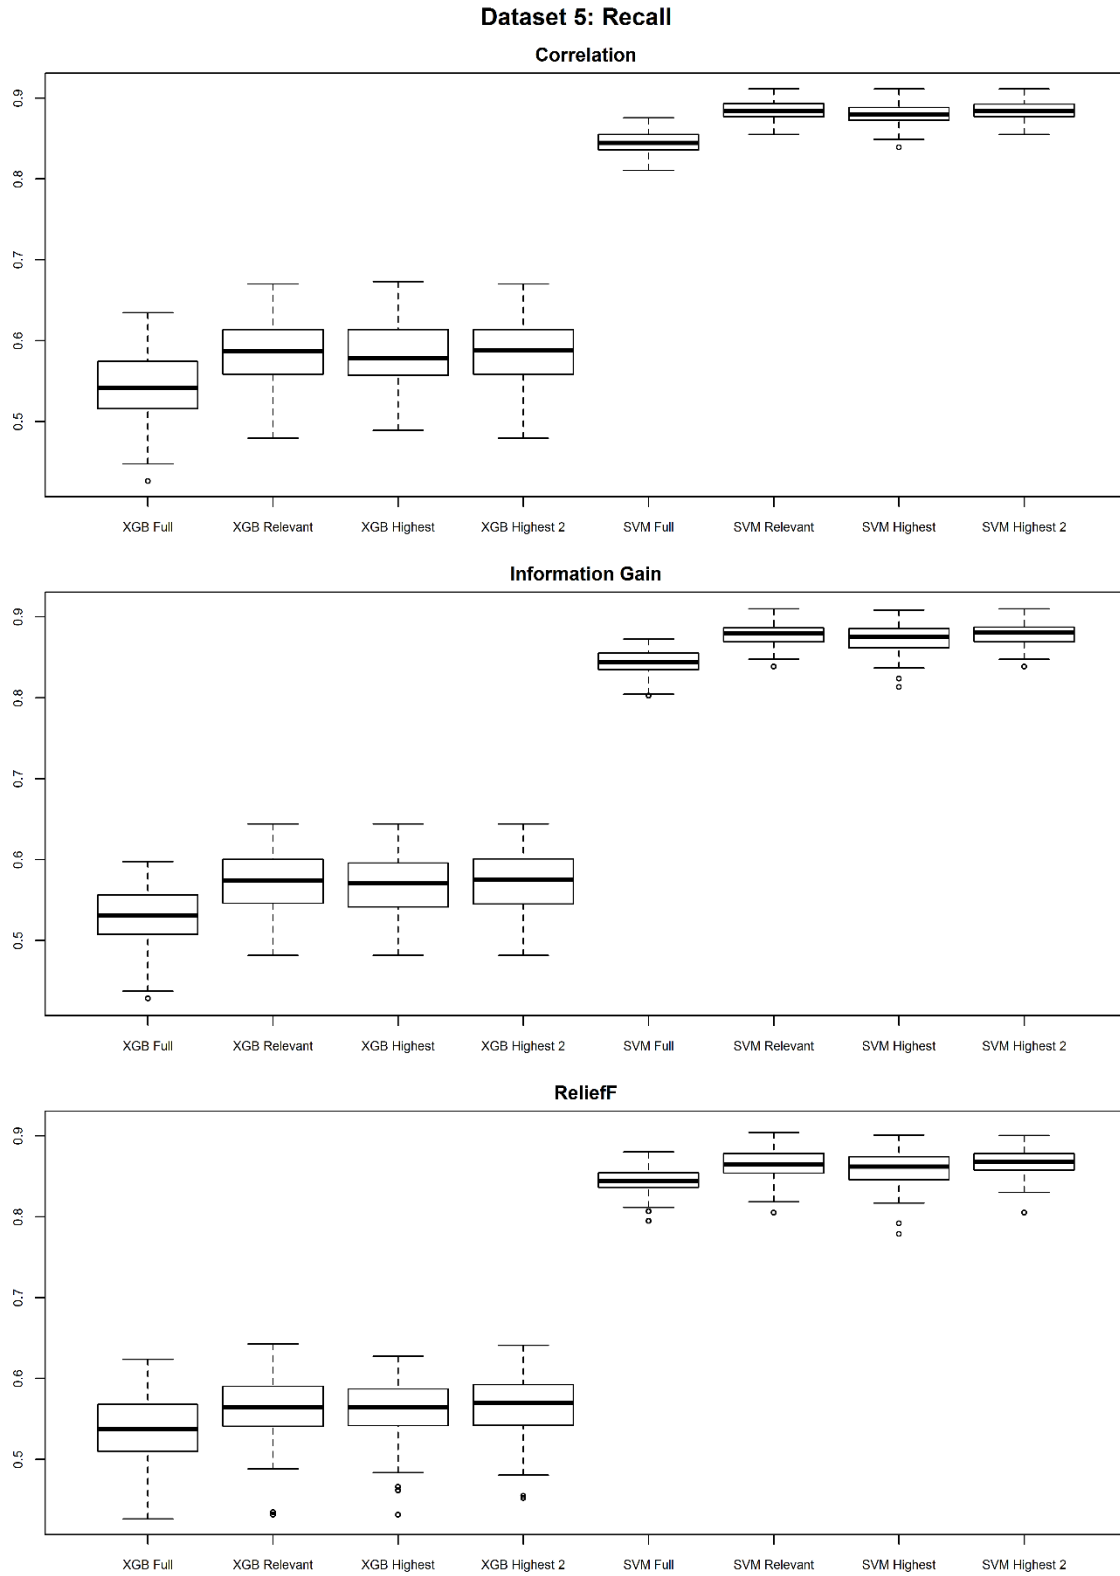 Dataset 5: Recall
Correlation
0.9
0.8
0.7
0.6
0.5
XGB Full XGB Relevant XGB Highest XGB Highest 2 SVM Full SVM Relevant SVM Highest SVM Highest 2
Information Gain
0.9
0.8
0.7
0.6
0.5
XGB Full XGB Relevant XGB Highest XGB Highest 2 SVM Full SVM Relevant SVM Highest SVM Highest 2
ReliefF
0.9
0.8
0.7
0.6
0.5
XGB Full XGB Relevant XGB Highest XGB Highest 2 SVM Full SVM Relevant SVM Highest SVM Highest 2